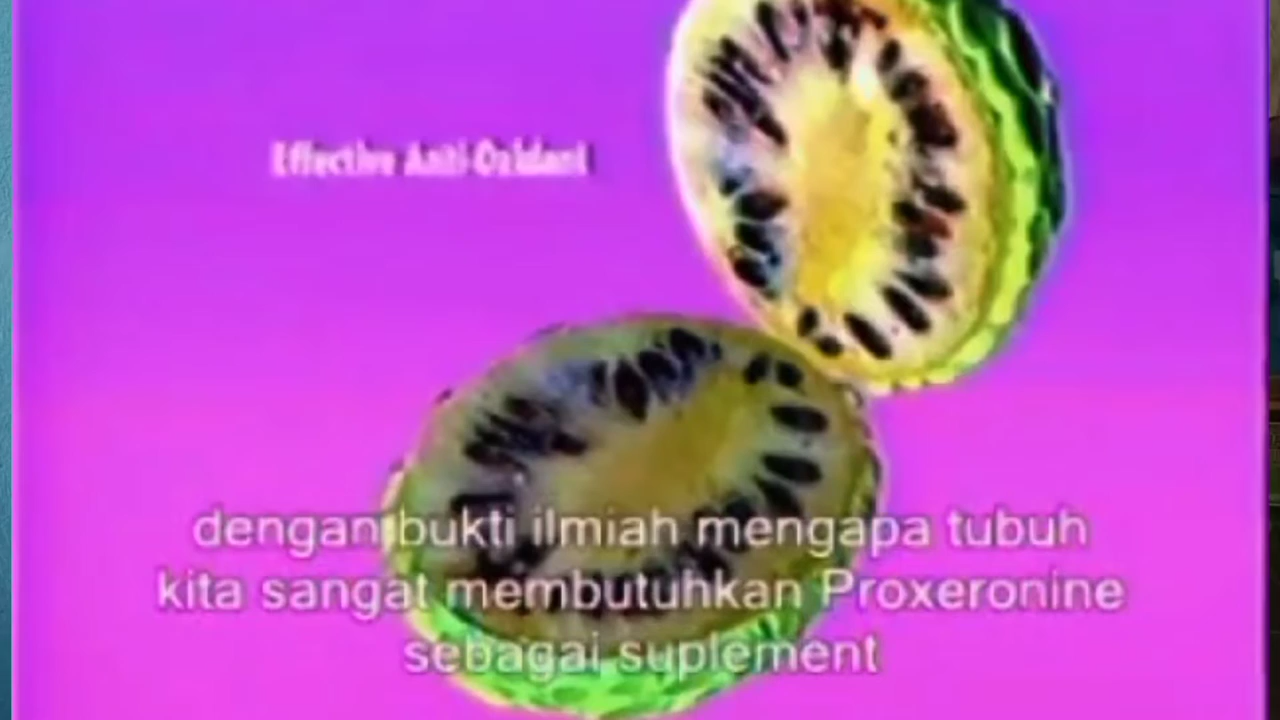 Effective Anti-Oxidant
dengan bukti ilmiah mengapa tubuh
kita sangat membutuhkan Proxeronine
sebagai suplement